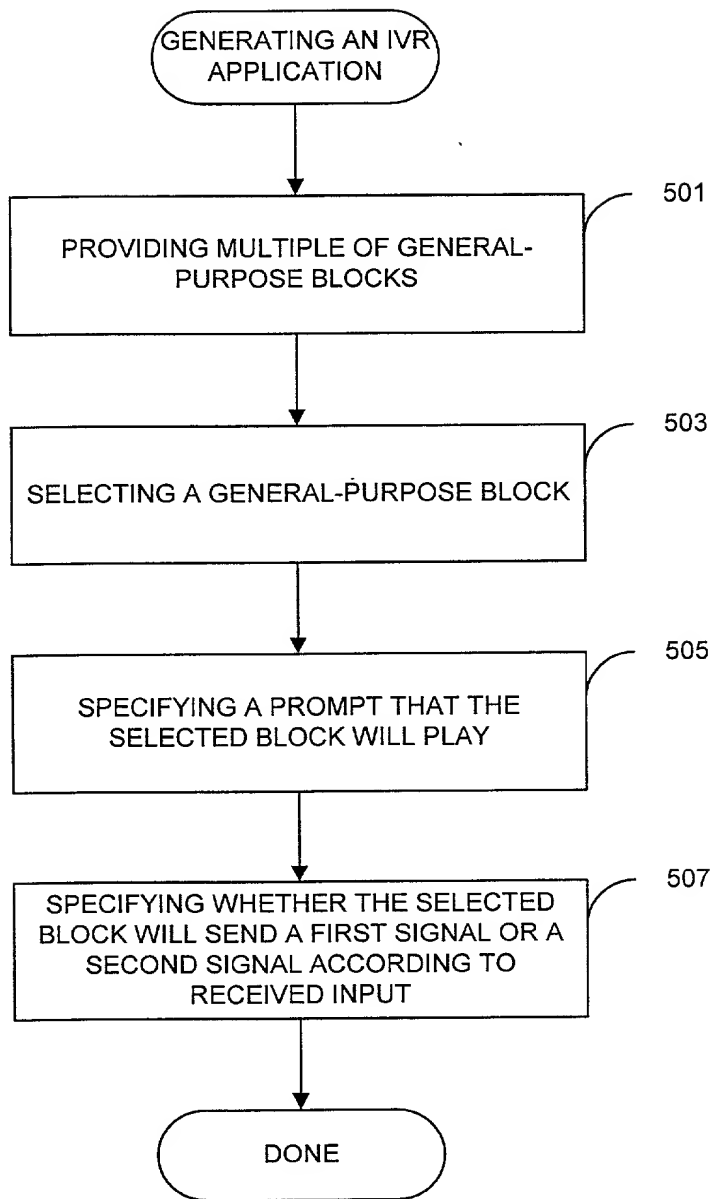 GENERATING AN IVR
APPLICATION
501
PROVIDING MULTIPLE OF GENERAL-
PURPOSE BLOCKS
503
SELECTING A GENERAL-PURPOSE BLOCK
505
SPECIFYING A PROMPT THAT THE
SELECTED BLOCK WILL PLAY
507
SPECIFYING WHETHER THE SELECTED
BLOCK WILL SEND A FIRST SIGNAL OR A
SECOND SIGNAL ACCORDING TO
RECEIVED INPUT
DONE